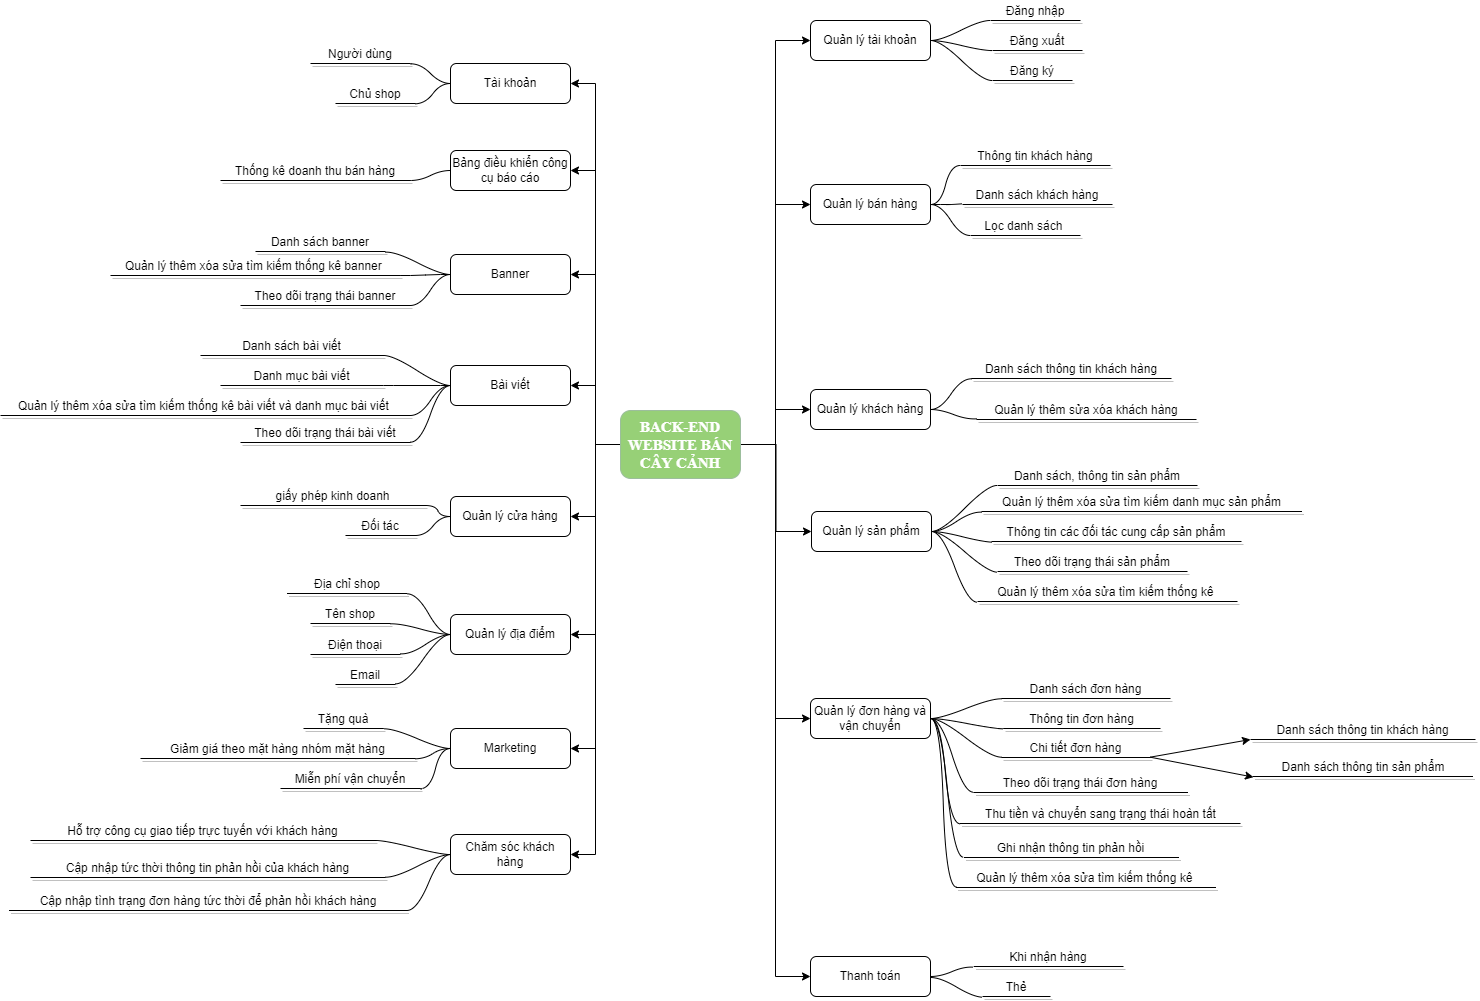 BACK-END
WEBSITE BÁN
CÂY CẢNH
Tài khoản
Người dùng
Chủ shop
Bảng điều khiển công
cụ báo cáo
Thống kê doanh thu bán hàng
Banner
Danh sách banner
Quản lý thêm xóa sửa tìm kiếm thống kê banner
Theo dõi trạng thái banner
Bài viết
Danh sách bài viết
Danh mục bài viết
Quản lý thêm xóa sửa tìm kiếm thống kê bài viết và danh mục bài viết
Theo dõi trạng thái bài viết
Quản lý cửa hàng
giấy phép kinh doanh
Đối tác
Quản lý địa điểm
Địa chỉ shop
Tên shop
Điện thoại
Email
Marketing
Tặng quà
Giảm giá theo mặt hàng nhóm mặt hàng
Miễn phí vận chuyển
Chăm sóc khách
hàng
Hỗ trợ công cụ giao tiếp trực tuyến với khách hàng
Cập nhập tức thời thông tin phản hồi của khách hàng
Cập nhập tình trạng đơn hàng tức thời để phản hồi khách hàng
Quản lý tài khoản
Đăng nhập
Đăng xuất
Đăng ký
Quản lý bán hàng
Thông tin khách hàng
Danh sách khách hàng
Lọc danh sách
Quản lý khách hàng
Danh sách thông tin khách hàng
Quản lý thêm sửa xóa khách hàng
Quản lý sản phẩm
Danh sách, thông tin sản phẩm
Quản lý thêm xóa sửa tìm kiếm danh mục sản phẩm
Thông tin các đối tác cung cấp sản phẩm
Theo dõi trạng thái sản phẩm
Quản lý thêm xóa sửa tìm kiếm thống kê
Quản lý đơn hàng và
vận chuyển
Danh sách đơn hàng
Thông tin đơn hàng
Chi tiết đơn hàng
Danh sách thông tin khách hàng
Danh sách thông tin sản phẩm
Theo dõi trạng thái đơn hàng
Thu tiền và chuyển sang trạng thái hoàn tất
Ghi nhận thông tin phản hồi
Quản lý thêm xóa sửa tìm kiếm thống kê
Thanh toán
Khi nhận hàng
Thẻ